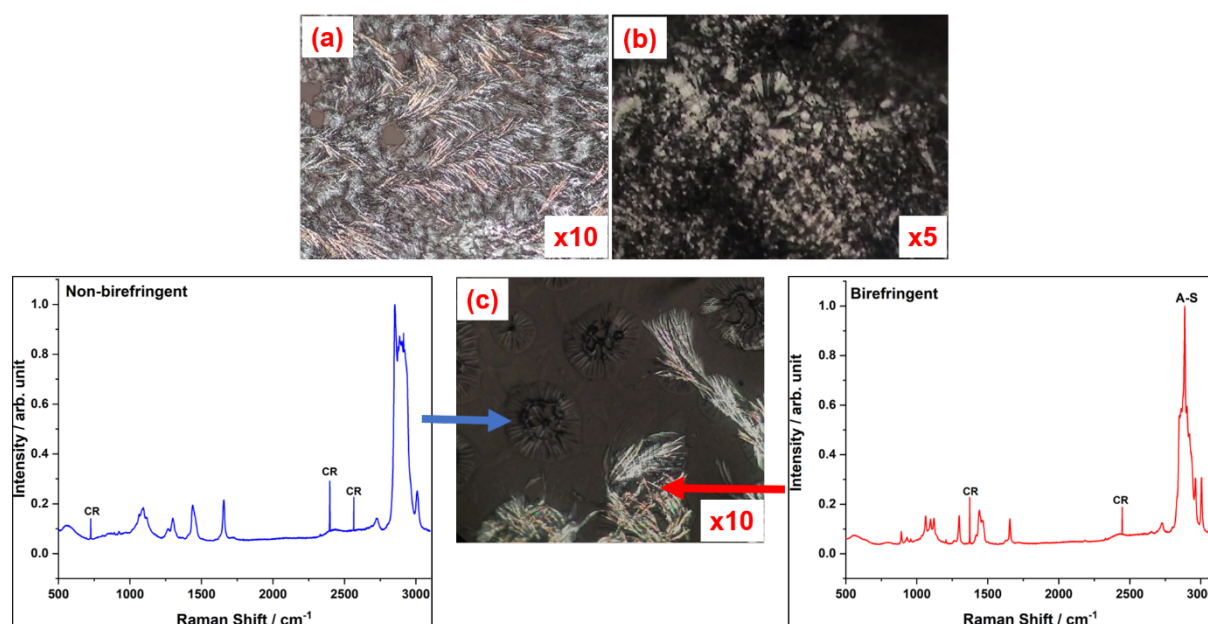 (a)
x10
(b)
x5
Non-birefringent
1.0
0.8
0.6
0.4
0.2
0.0
Intensity / arb. unit
CR
CR
CR
500 1000 1500 2000 2500 3000
Raman Shift / cm⁻¹
(c)
x10
Birefringent
A-S
1.0
0.8
0.6
0.4
0.2
0.0
Intensity / arb. unit
CR
CR
500 1000 1500 2000 2500 3000
Raman Shift / cm⁻¹